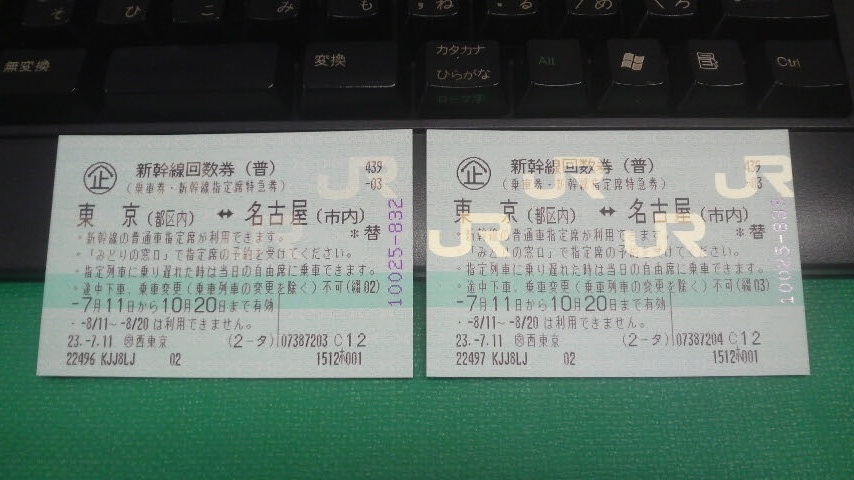 そ
ひ
こ
み
も
ね
る
め
無変換
変換
カタカナ
ひらがな
ローマ字
Alt
Ctrl
企
新幹線回数券（普）
439
(乗車券・新幹線指定席特急券)
-03
東 京 (都区内) ↔ 名古屋 (市内)
*替
・新幹線の普通車指定席が利用できます。
・「みどりの窓口」で指定席の予約を受けてください。
・指定列車に乗り遅れた時は当日の自由席に乗車できます。
・途中下車、乗車変更(乗車列車の変更を除く)不可(綴02)
-7月11日から10月20日まで有効
・-8/11~-8/20 は利用できません。
23.-7.11 西東京 (2-タ) 07387203 C12
22496 KJJ8LJ 02 1512
10025-832
JR
企
新幹線回数券（普）
439
(乗車券・新幹線指定席特急券)
-03
東 京 (都区内) ↔ 名古屋 (市内)
*替
・新幹線の普通車指定席が利用できます
「みどりの窓口」で指定席の予約を受けてください。
・指定列車に乗り遅れた時は当日の自由席に乗車できます。
・途中下車、乗車変更(乗車列車の変更を除く)不可(綴03)
-7月11日から10月20日まで有効
・-8/11~-8/20 は利用できません。
23.-7.11 西東京 (2-タ) 07387204 C12
22497 KJJ8LJ 02 1512
JR
JR
JR